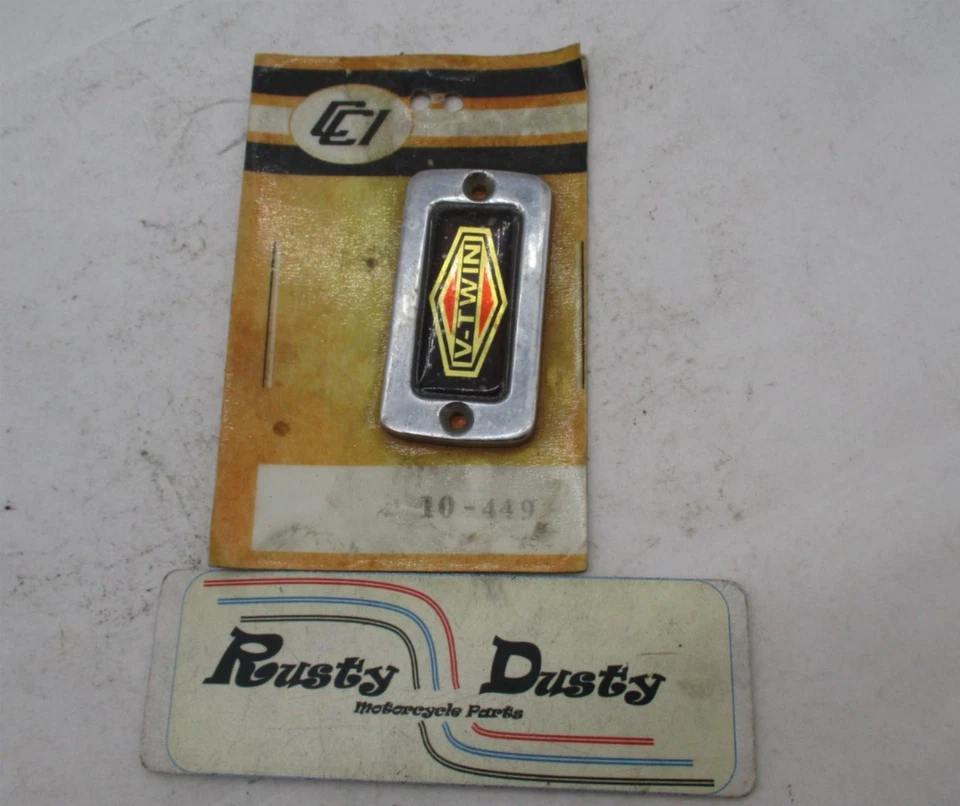 CCI
V-TWIN
10-449
Rusty Dusty
Motorcycle Parts